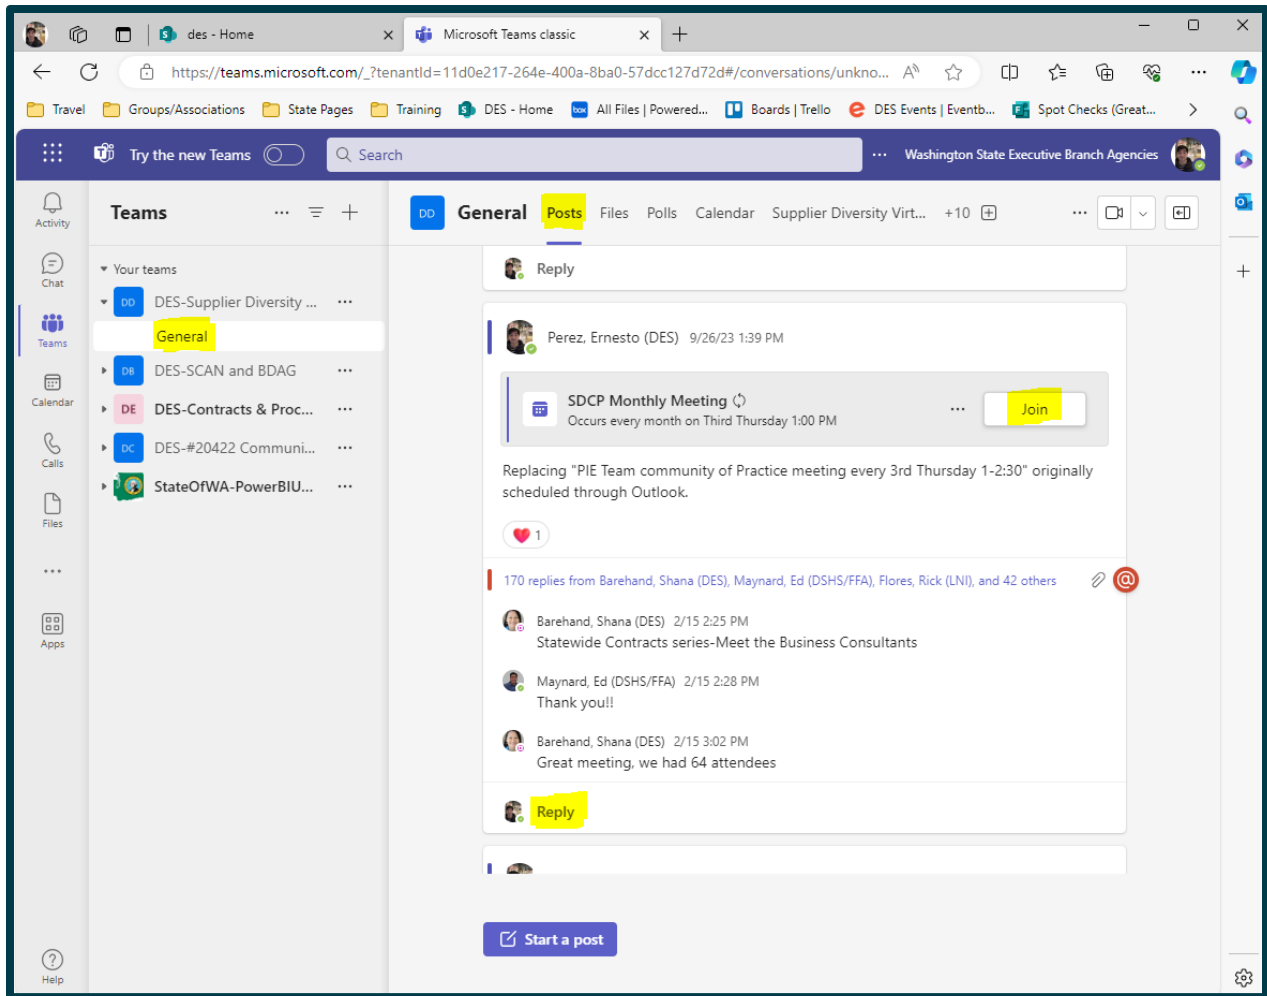 des - Home
Microsoft Teams classic
https://teams.microsoft.com/_?tenantId=11d0e217-264e-400a-8ba0-57dcc127d72d#/conversations/unkno...
Travel Groups/Associations State Pages Training DES - Home box All Files | Powered... Boards | Trello DES Events | Eventb... Spot Checks (Great...
Try the new Teams
Search
Washington State Executive Branch Agencies
Activity
Chat
Teams
Calendar
Calls
Files
Apps
Help
Teams
Your teams
DD DES-Supplier Diversity ...
General
DB DES-SCAN and BDAG
DE DES-Contracts & Proc...
DC DES-#20422 Communi...
StateOfWA-PowerBIU...
DD General Posts Files Polls Calendar Supplier Diversity Virt... +10
Reply
Perez, Ernesto (DES) 9/26/23 1:39 PM
SDCP Monthly Meeting
Occurs every month on Third Thursday 1:00 PM
Join
Replacing "PIE Team community of Practice meeting every 3rd Thursday 1-2:30" originally
scheduled through Outlook.
1
170 replies from Barehand, Shana (DES), Maynard, Ed (DSHS/FFA), Flores, Rick (LNI), and 42 others
Barehand, Shana (DES) 2/15 2:25 PM
Statewide Contracts series-Meet the Business Consultants
Maynard, Ed (DSHS/FFA) 2/15 2:28 PM
Thank you!!
Barehand, Shana (DES) 2/15 3:02 PM
Great meeting, we had 64 attendees
Reply
Start a post